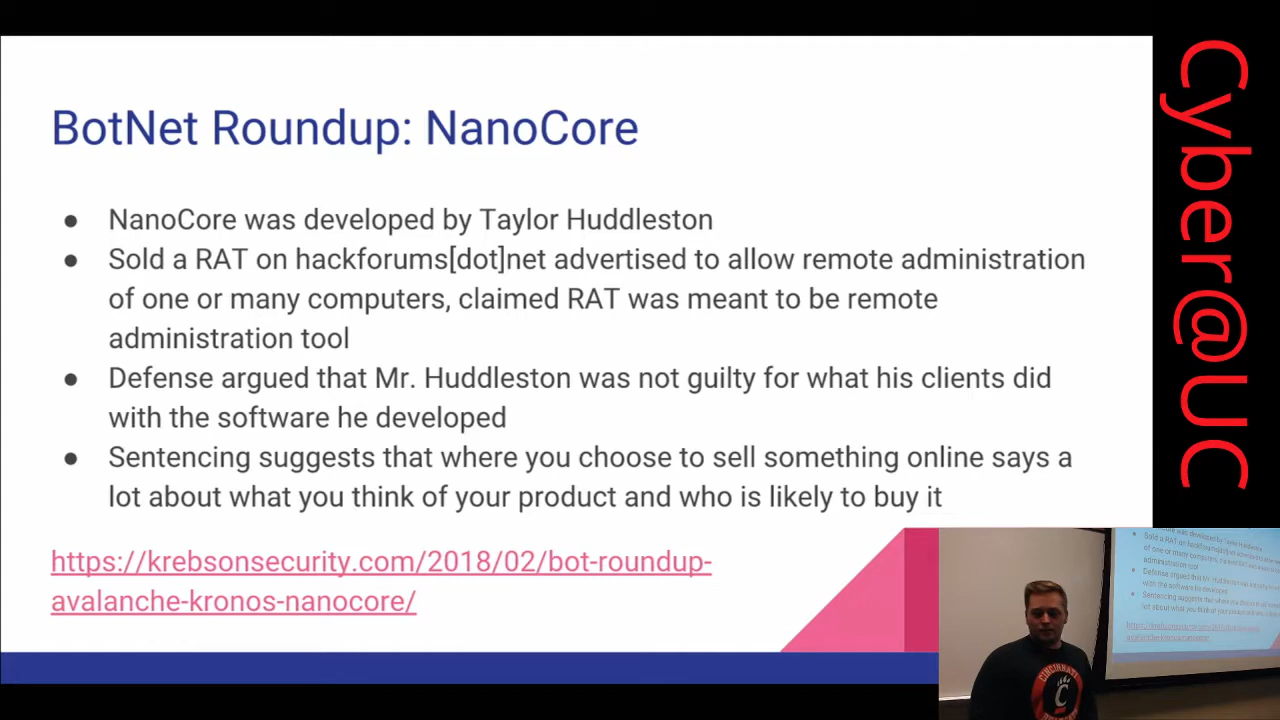 BotNet Roundup: NanoCore
● NanoCore was developed by Taylor Huddleston
● Sold a RAT on hackforums[dot]net advertised to allow remote administration
of one or many computers, claimed RAT was meant to be remote
administration tool
● Defense argued that Mr. Huddleston was not guilty for what his clients did
with the software he developed
● Sentencing suggests that where you choose to sell something online says a
lot about what you think of your product and who is likely to buy it
https://krebsonsecurity.com/2018/02/bot-roundup-
avalanche-kronos-nanocore/
Cyber@UC
CINCINNATI